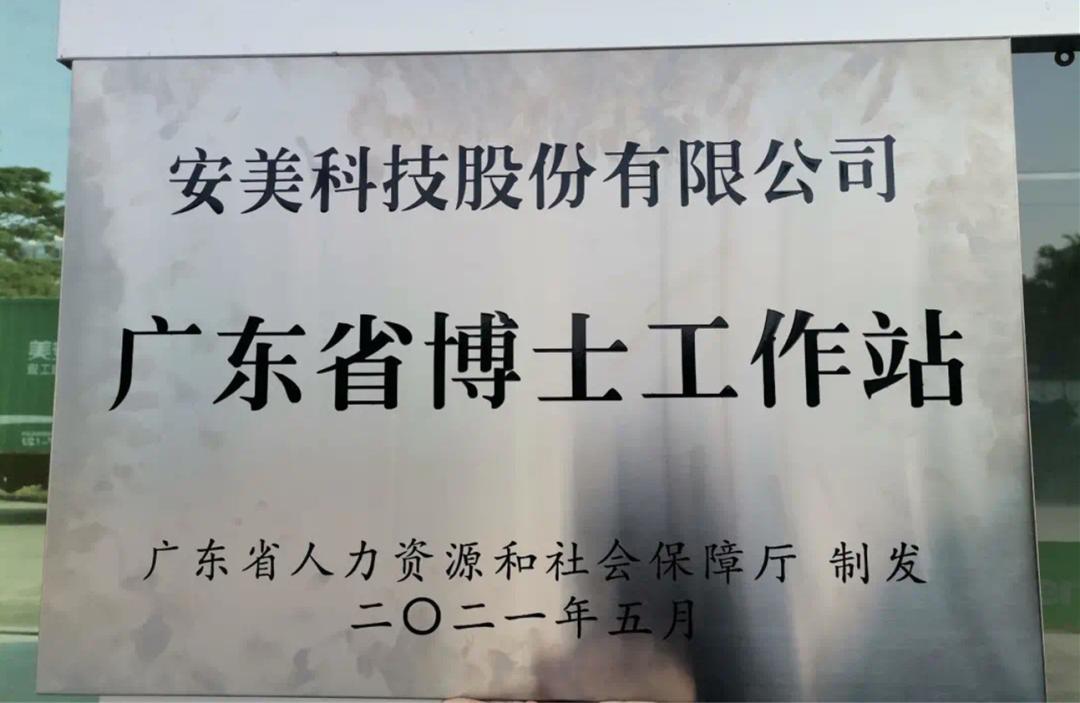 安美科技股份有限公司
广东省博士工作站
广东省人力资源和社会保障厅 制发
二〇二一年五月